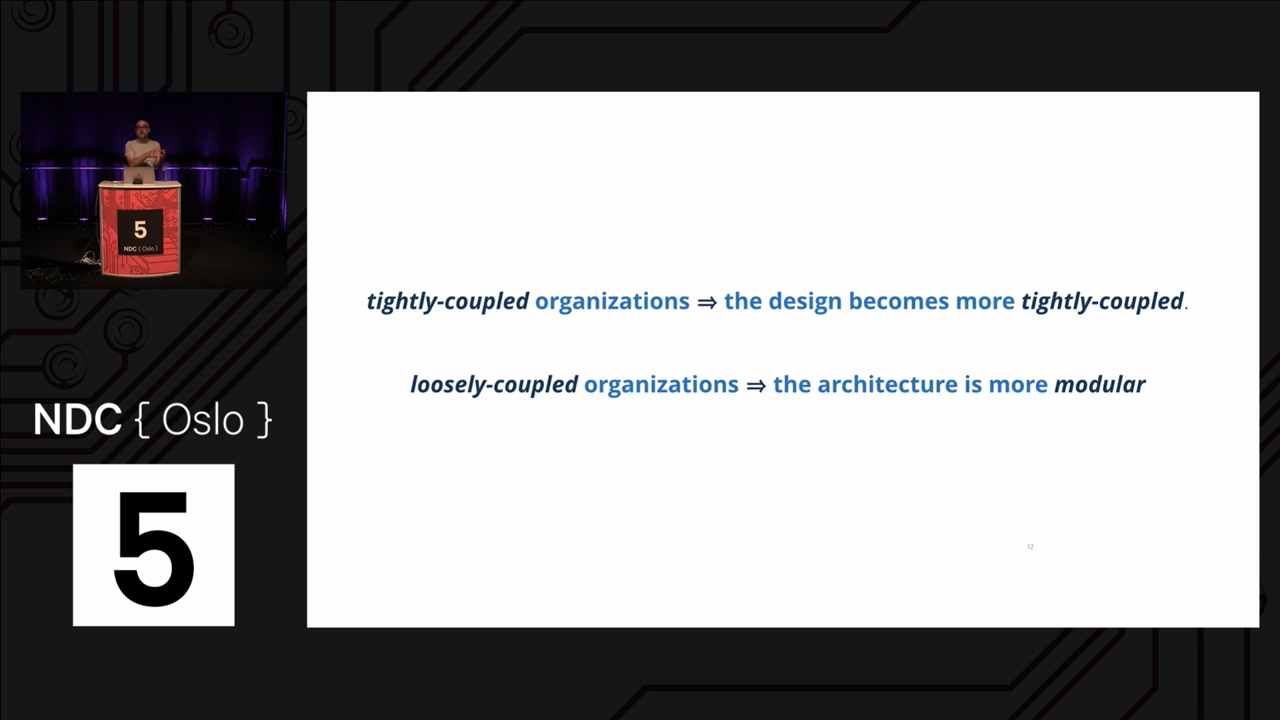 5
NDC { Oslo }
NDC { Oslo }
5
tightly-coupled organizations ⇒ the design becomes more tightly-coupled.
loosely-coupled organizations ⇒ the architecture is more modular
12